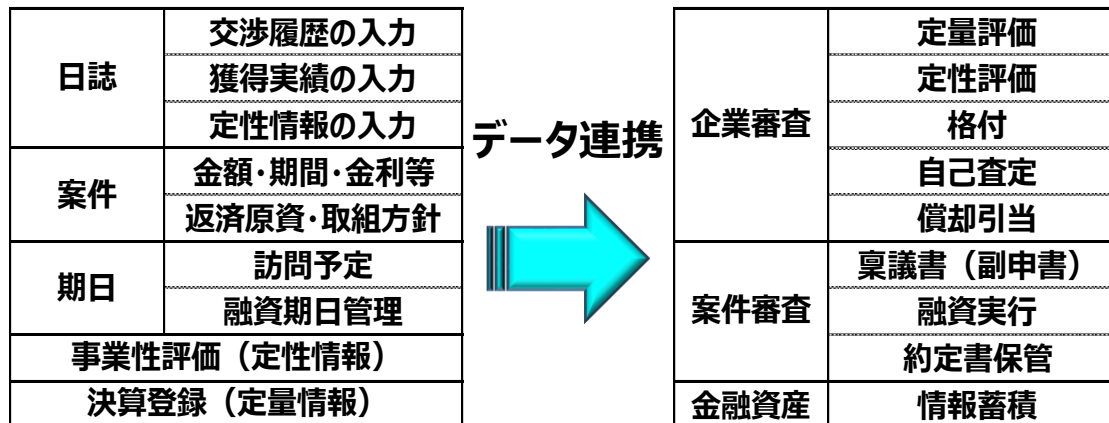 日誌
交渉履歴の入力
獲得実績の入力
定性情報の入力
案件
金額･期間･金利等
返済原資･取組方針
期日
訪問予定
融資期日管理
事業性評価（定性情報）
決算登録（定量情報）
データ連携
企業審査
定量評価
定性評価
格付
自己査定
償却引当
案件審査
稟議書（副申書）
融資実行
約定書保管
金融資産
情報蓄積